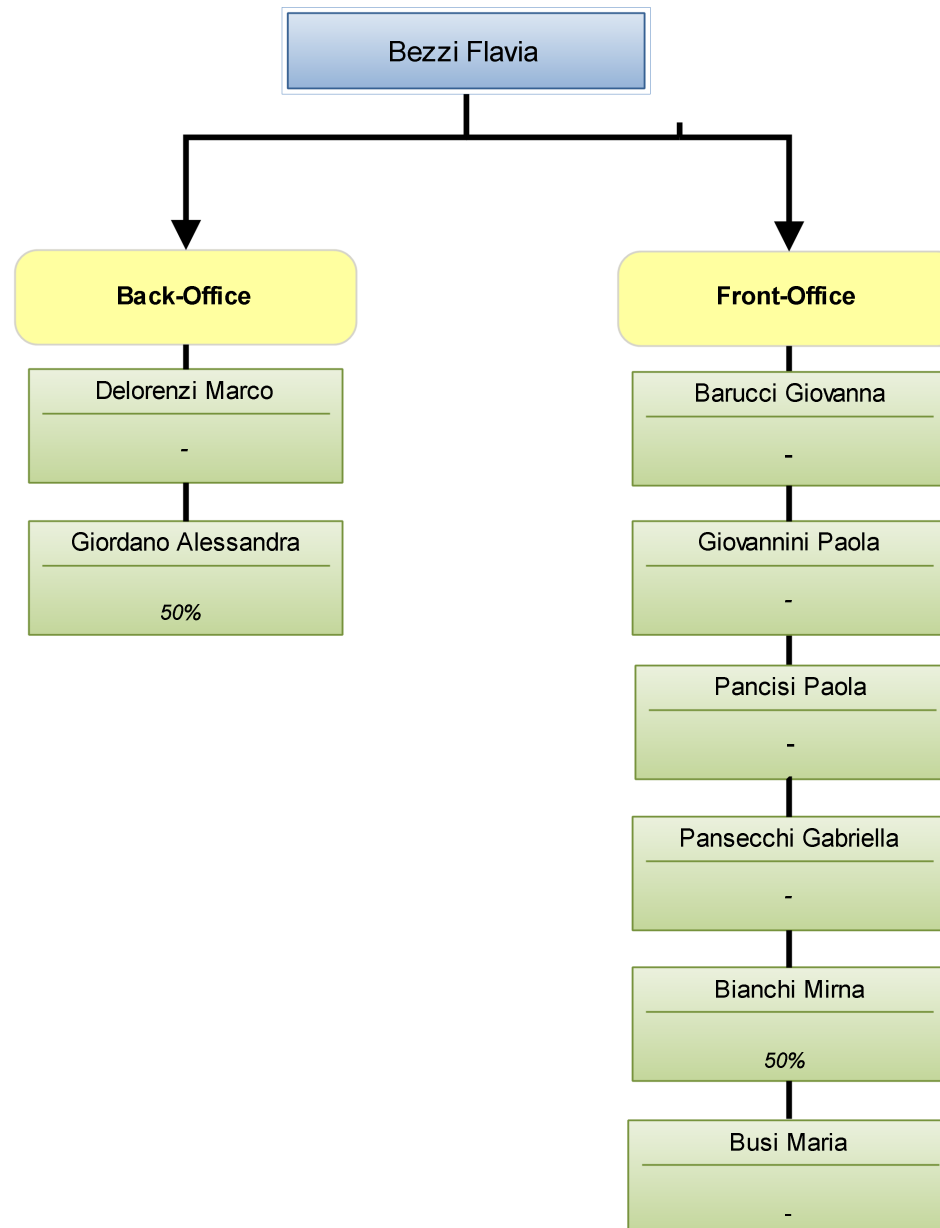 Bezzi Flavia
Back-Office
Delorenzi Marco
-
Giordano Alessandra
50%
Front-Office
Barucci Giovanna
-
Giovannini Paola
-
Pancisi Paola
-
Pansecchi Gabriella
-
Bianchi Mirna
50%
Busi Maria
-